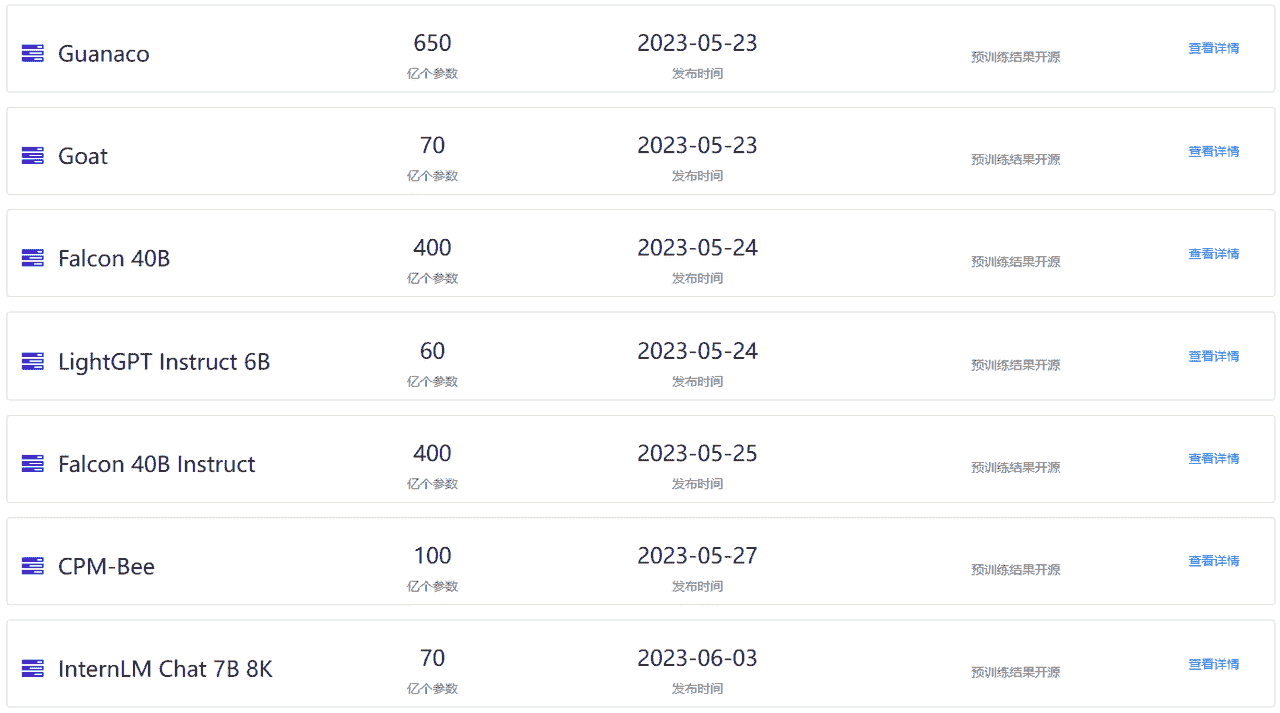 Guanaco
650
亿个参数
2023-05-23
发布时间
预训练结果开源
查看详情
Goat
70
亿个参数
2023-05-23
发布时间
预训练结果开源
查看详情
Falcon 40B
400
亿个参数
2023-05-24
发布时间
预训练结果开源
查看详情
LightGPT Instruct 6B
60
亿个参数
2023-05-24
发布时间
预训练结果开源
查看详情
Falcon 40B Instruct
400
亿个参数
2023-05-25
发布时间
预训练结果开源
查看详情
CPM-Bee
100
亿个参数
2023-05-27
发布时间
预训练结果开源
查看详情
InternLM Chat 7B 8K
70
亿个参数
2023-06-03
发布时间
预训练结果开源
查看详情